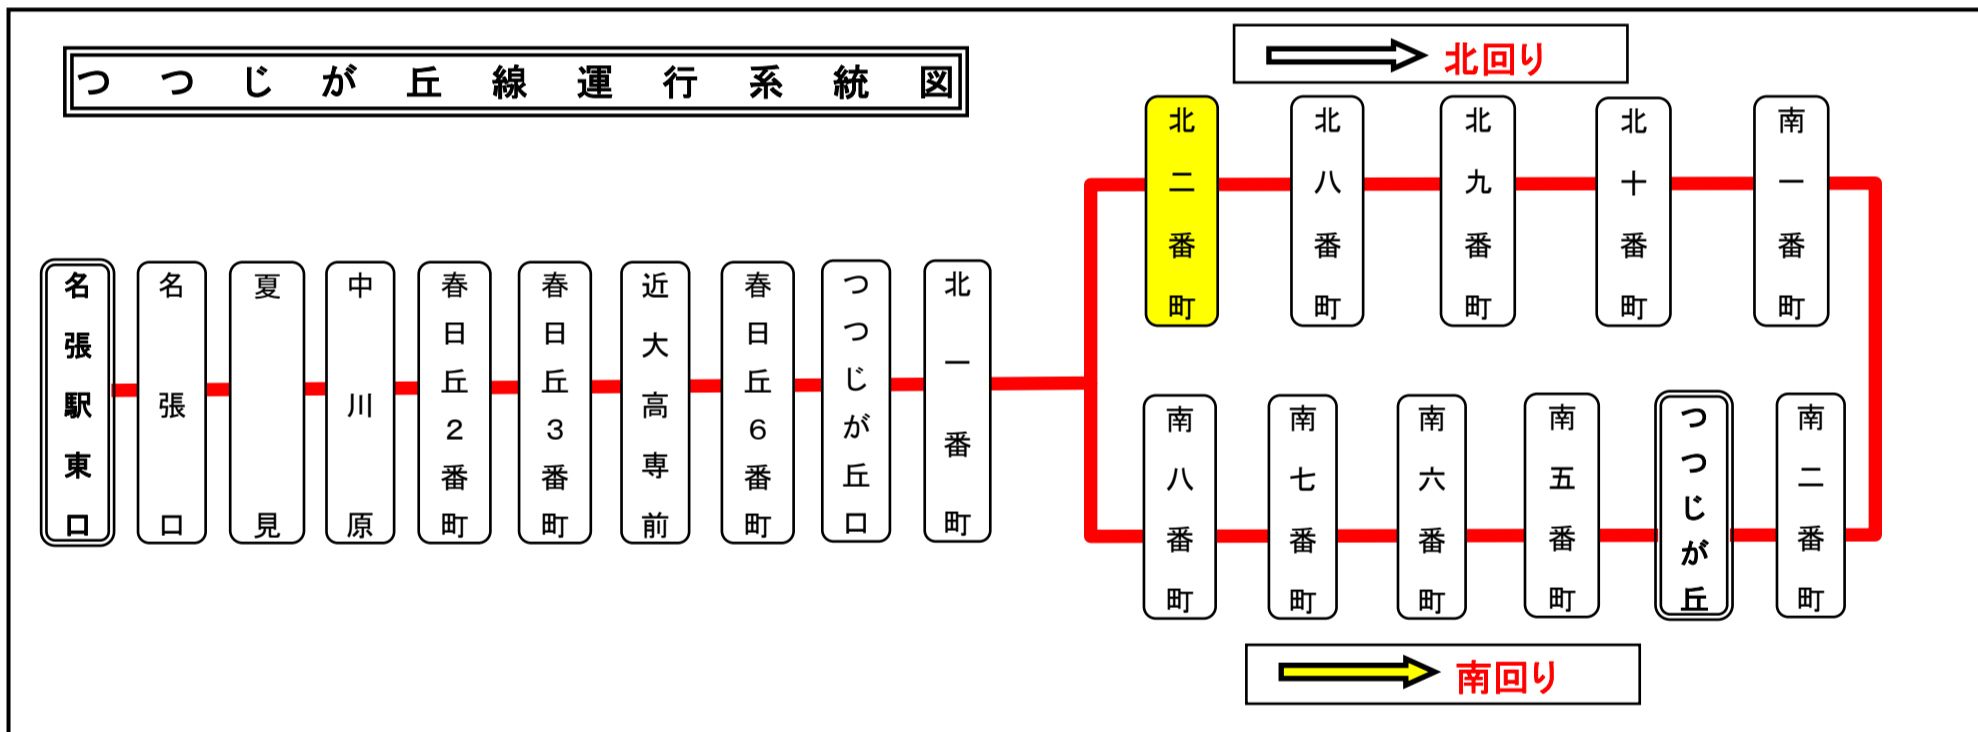 つつじが丘線運行系統図
北回り
北二番町
北八番町
北九番町
北十番町
南一番町
名張駅東口
名張口
夏見
中川原
春日丘2番町
春日丘3番町
近大高専前
春日丘6番町
つつじが丘口
北一番町
南八番町
南七番町
南六番町
南五番町
つつじが丘
南二番町
南回り